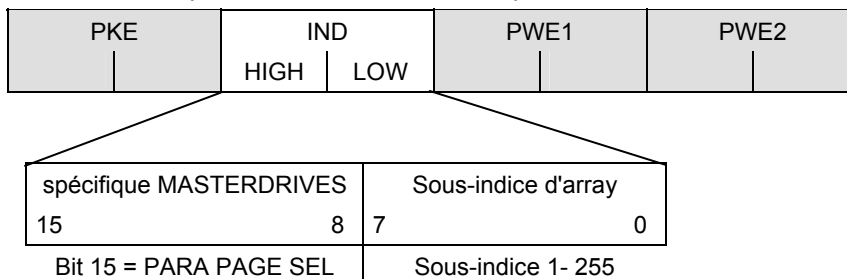 PKE IND PWE1 PWE2
HIGH LOW
spécifique MASTERDRIVES Sous-indice d'array
15 8 7 0
Bit 15 = PARA PAGE SEL Sous-indice 1- 255